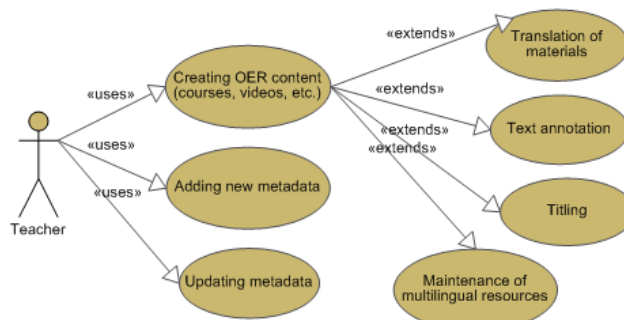 «extends»
Translation of
materials
Creating OER content
(courses, videos, etc.)
«uses»
«extends»
Text annotation
«extends»
«extends»
«uses»
Adding new metadata
«uses»
Titling
Teacher
Updating metadata
Maintenance of
multilingual resources